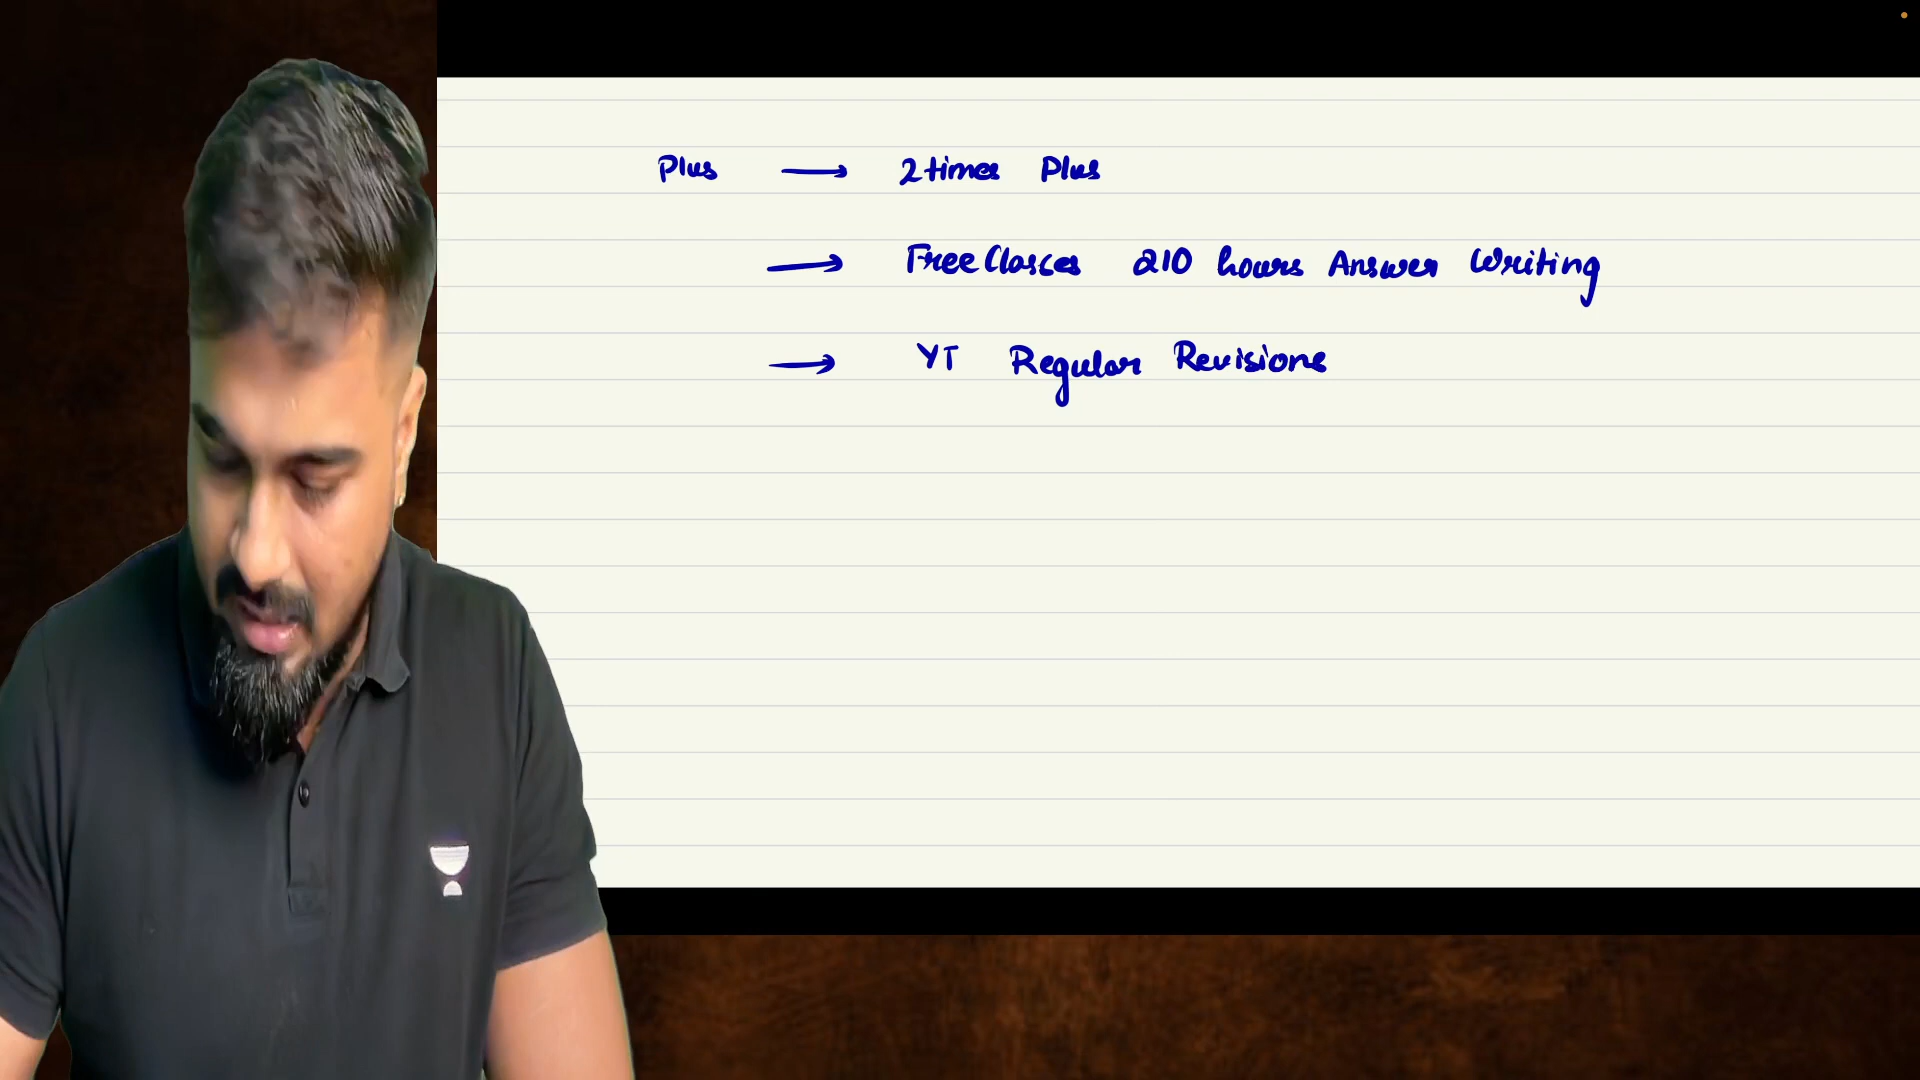 Plus → 2times Plus
→ Free Classes 210 hours Answer Writing
→ YT Regular Revisions